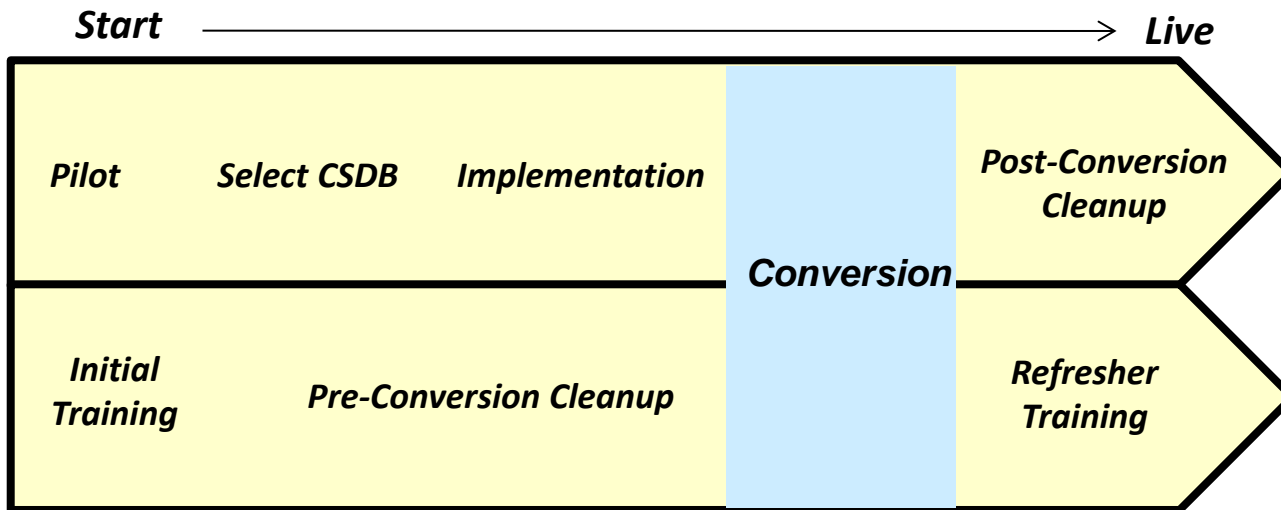 Start
Live
Pilot
Select CSDB
Implementation
Post-Conversion
Cleanup
Conversion
Initial
Training
Pre-Conversion Cleanup
Refresher
Training